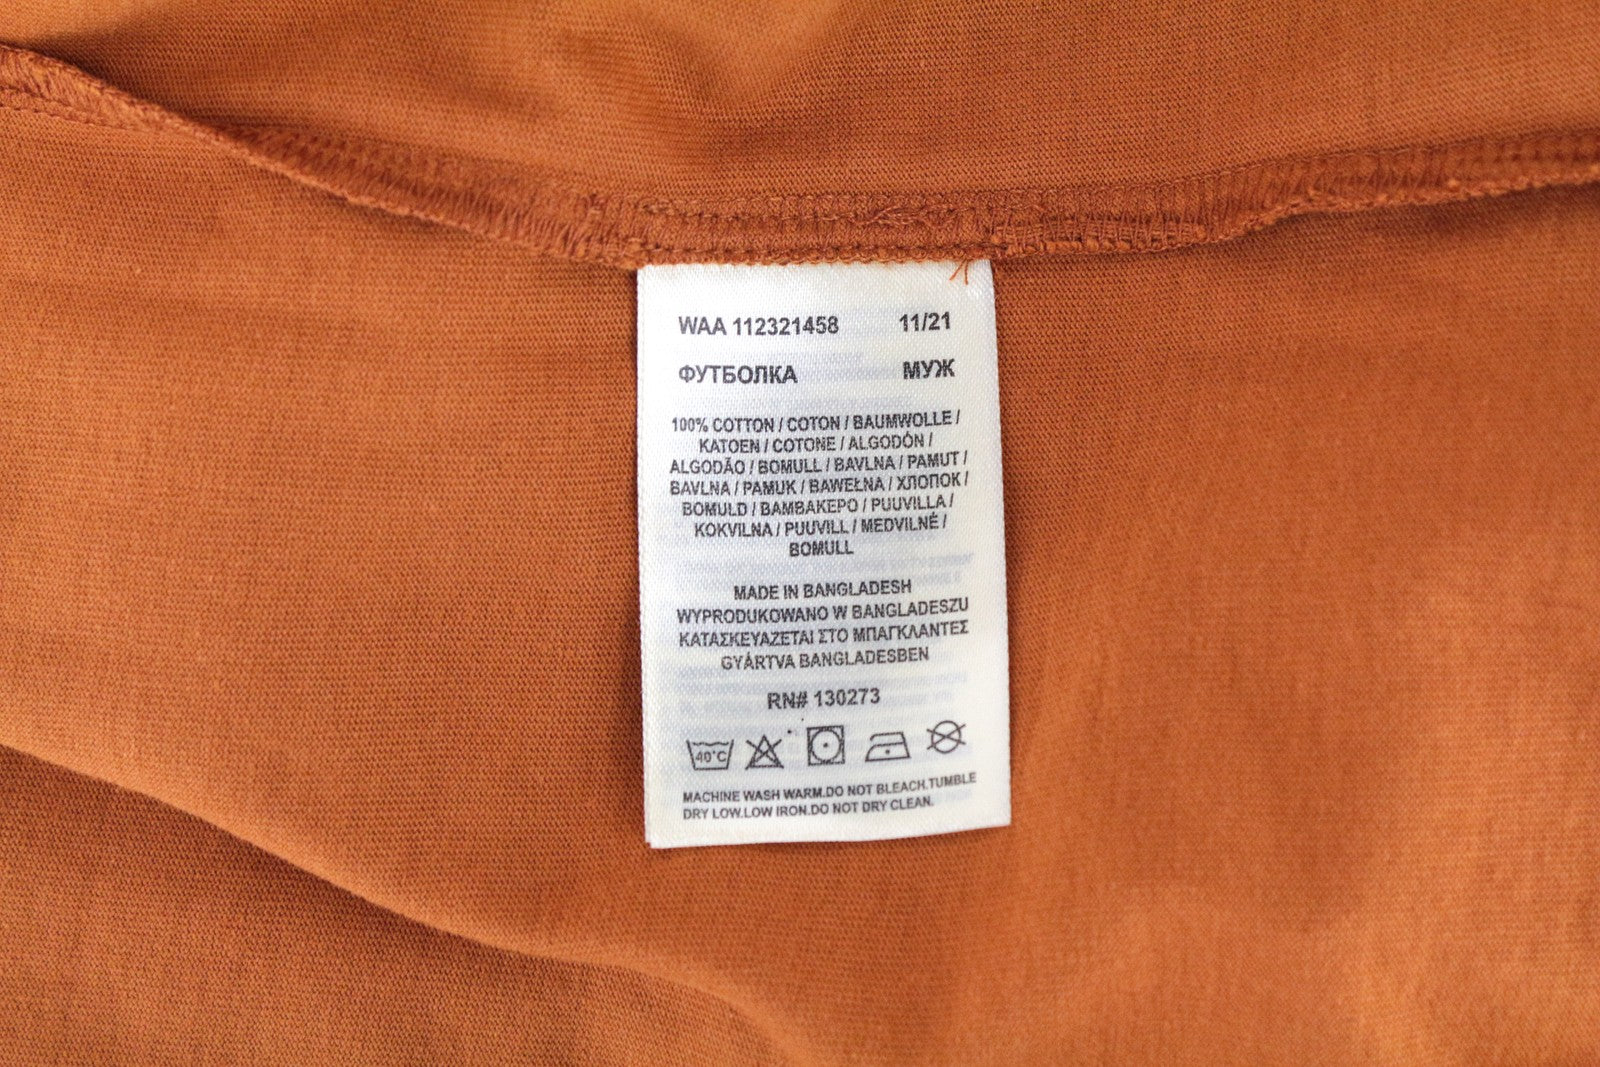 WAA 112321458 11/21
ФУТБОЛКА МУЖ
100% COTTON / COTON / BAUMWOLLE /
KATOEN / COTONE / ALGODÓN /
ALGODÃO / BOMULL / BAVLNA / PAMUT /
BAVLNA / PAMUK / BAWEŁNA / ХЛОПОК /
BOMULD / ΒΑΜΒΑΚΕΡΟ / PUUVILLA /
KOKVILNA / PUUVILL / MEDVILNÉ /
BOMULL
MADE IN BANGLADESH
WYPRODUKOWANO W BANGLADESZU
ΚΑΤΑΣΚΕΥΑΖΕΤΑΙ ΣΤΟ ΜΠΑΓΚΛΑΝΤΕΣ
GYÁRTVA BANGLADESBEN
RN# 130273
40°C
MACHINE WASH WARM.DO NOT BLEACH.TUMBLE
DRY LOW.LOW IRON.DO NOT DRY CLEAN.